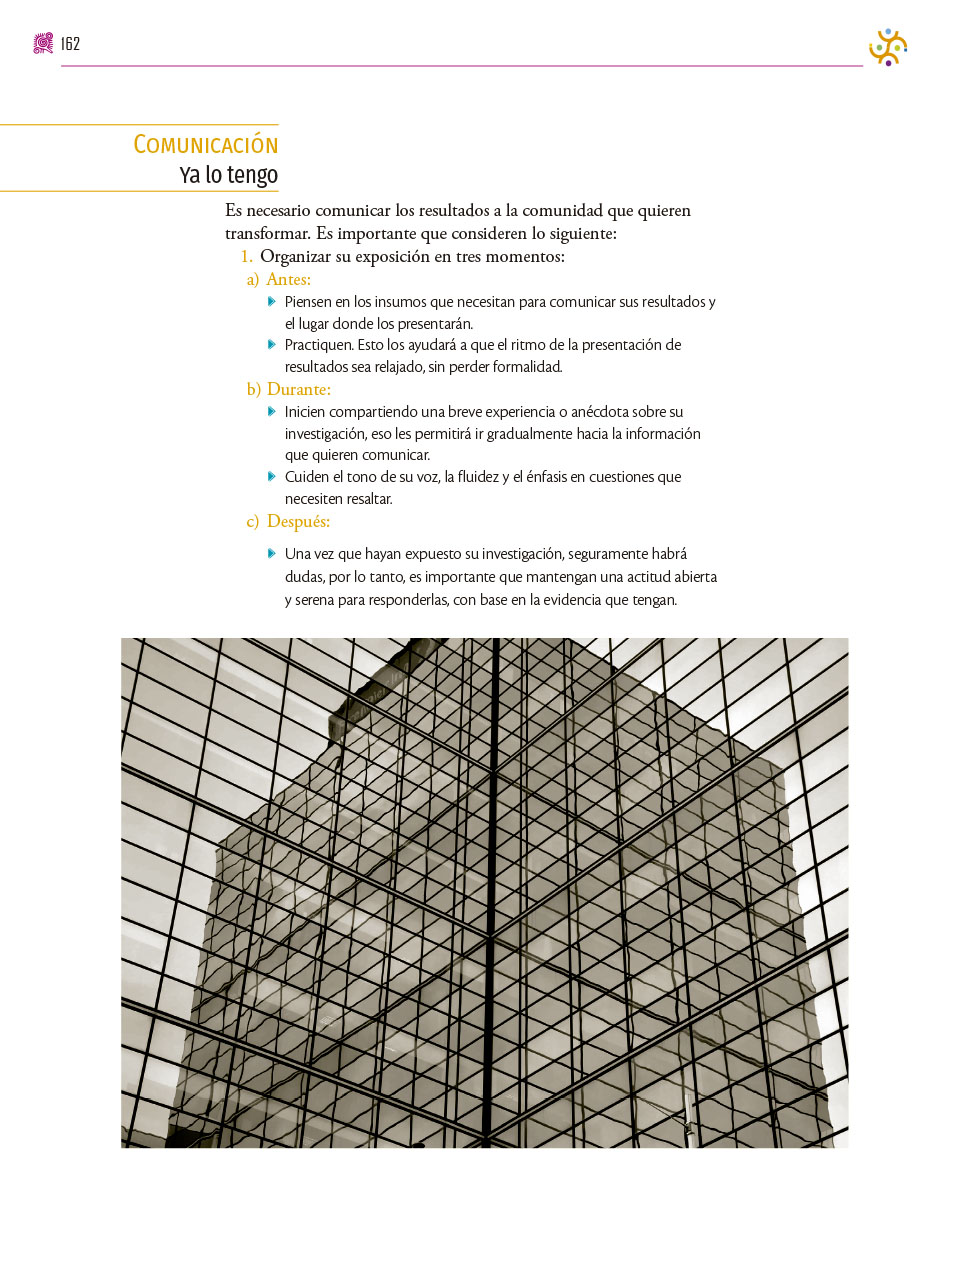 162
Comunicación
Ya lo tengo
Es necesario comunicar los resultados a la comunidad que quieren
transformar. Es importante que consideren lo siguiente:
1. Organizar su exposición en tres momentos:
a) Antes:
Piensen en los insumos que necesitan para comunicar sus resultados y
el lugar donde los presentarán.
Practiquen. Esto los ayudará a que el ritmo de la presentación de
resultados sea relajado, sin perder formalidad.
b) Durante:
Inicien compartiendo una breve experiencia o anécdota sobre su
investigación, eso les permitirá ir gradualmente hacia la información
que quieren comunicar.
Cuiden el tono de su voz, la fluidez y el énfasis en cuestiones que
necesiten resaltar.
c) Después:
Una vez que hayan expuesto su investigación, seguramente habrá
dudas, por lo tanto, es importante que mantengan una actitud abierta
y serena para responderlas, con base en la evidencia que tengan.